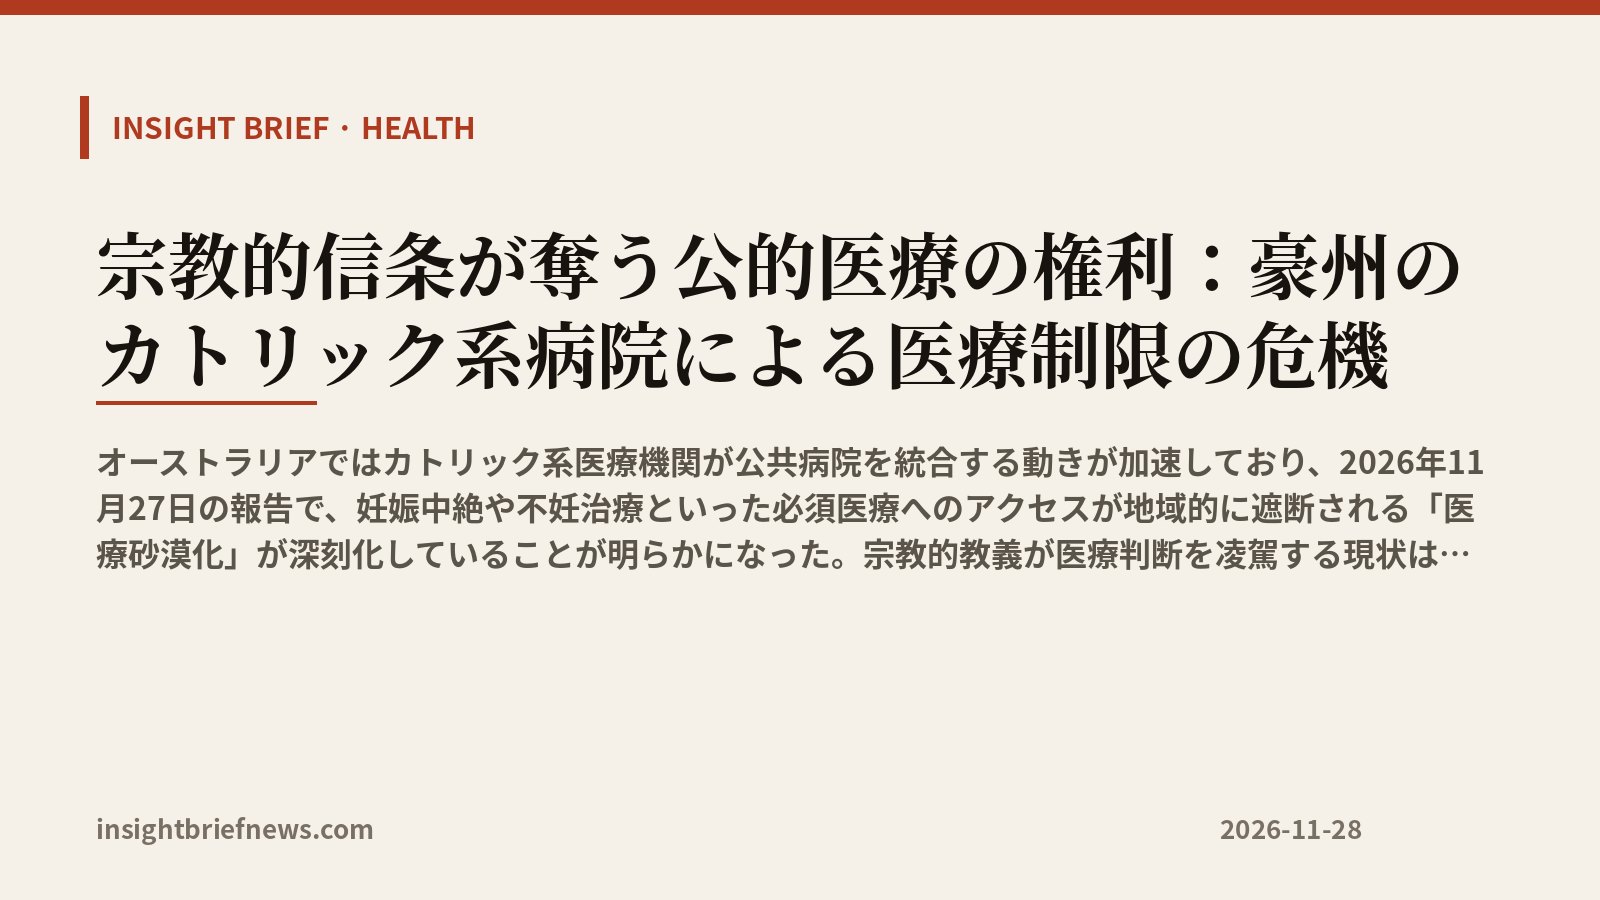 INSIGHT BRIEF · HEALTH
宗教的信条が奪う公的医療の権利：豪州の
カトリック系病院による医療制限の危機
オーストラリアではカトリック系医療機関が公共病院を統合する動きが加速しており、2026年11
月27日の報告で、妊娠中絶や不妊治療といった必須医療へのアクセスが地域的に遮断される「医
療砂漠化」が深刻化していることが明らかになった。宗教的教義が医療判断を凌駕する現状は…
insightbriefnews.com
2026-11-28